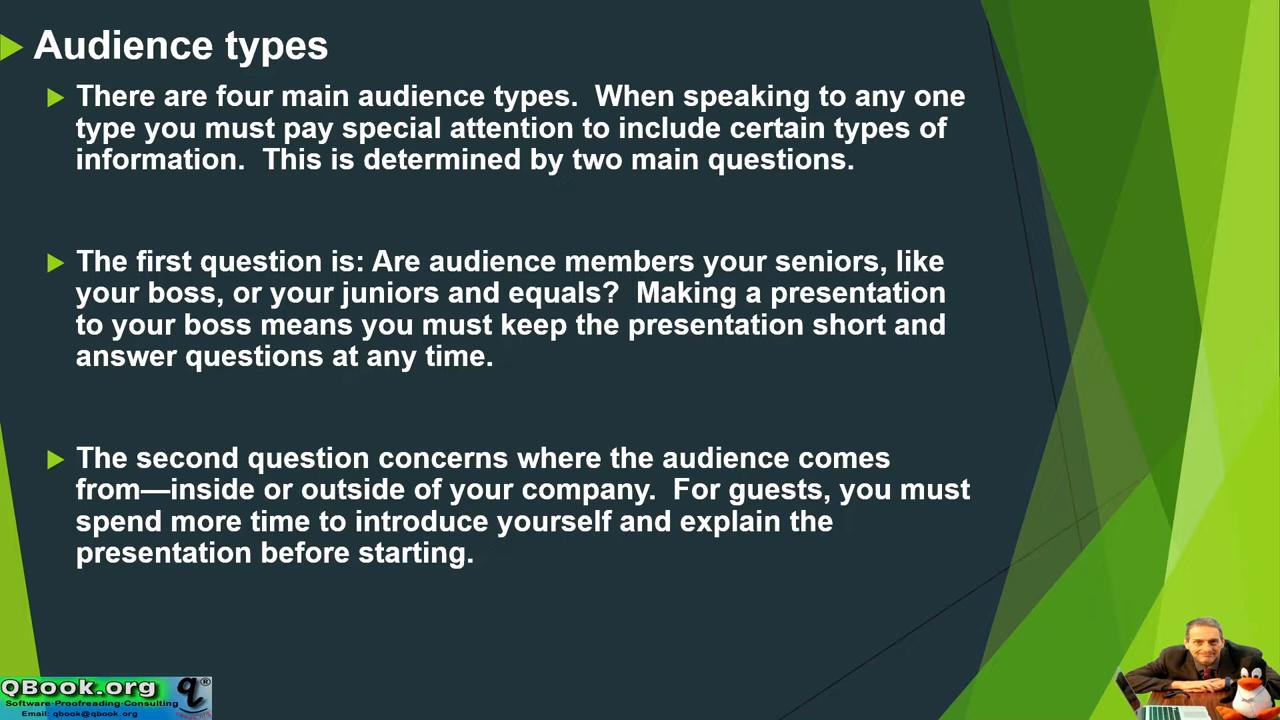 Audience types
There are four main audience types.  When speaking to any one
type you must pay special attention to include certain types of
information.  This is determined by two main questions.
The first question is: Are audience members your seniors, like
your boss, or your juniors and equals?  Making a presentation
to your boss means you must keep the presentation short and
answer questions at any time.
The second question concerns where the audience comes
from—inside or outside of your company.  For guests, you must
spend more time to introduce yourself and explain the
presentation before starting.
QBook.org
q®
Software·Proofreading·Consulting
Email: qbook@qbook.org